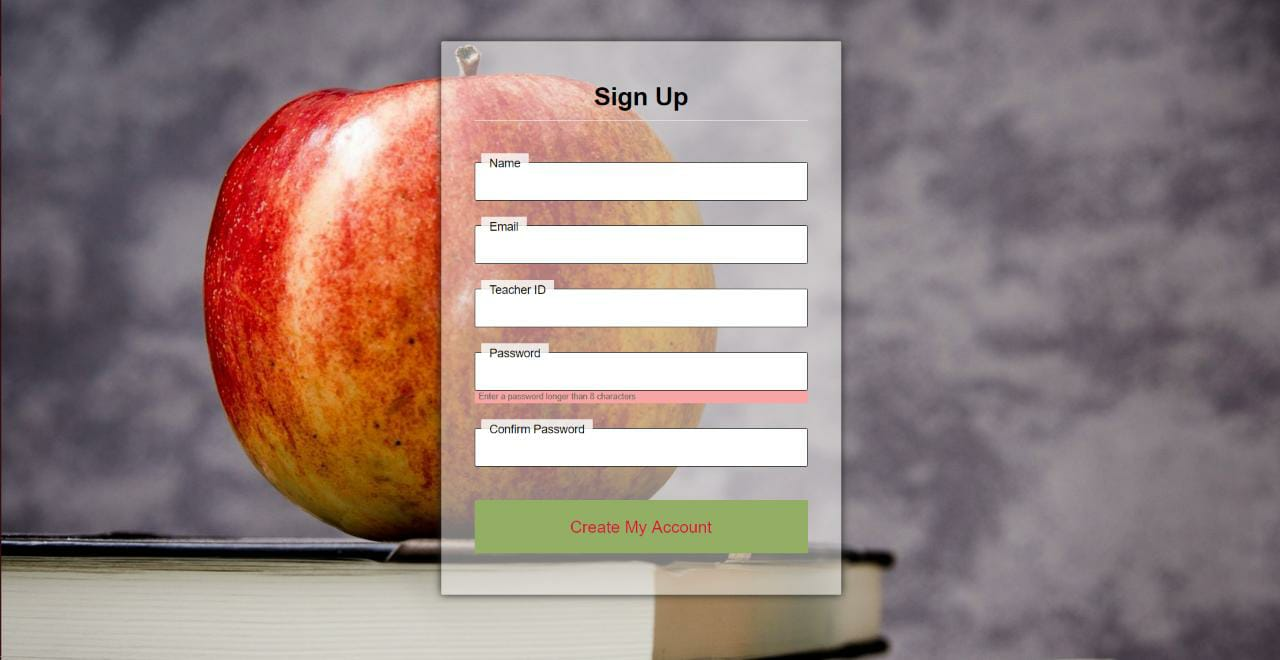 Sign Up
Name
Email
Teacher ID
Password
Enter a password longer than 8 characters
Confirm Password
Create My Account